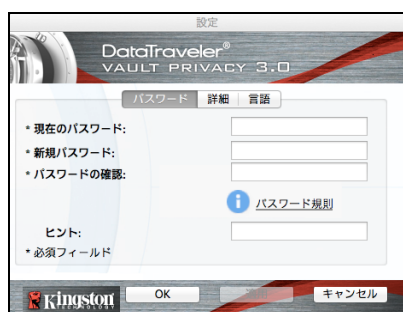 設定
DataTraveler®
VAULT PRIVACY 3.0
パスワード 詳細 言語
* 現在のパスワード:
* 新規パスワード:
* パスワードの確認:
i パスワード規則
ヒント:
* 必須フィールド
Kingston OK キャンセル
TECHNOLOGY